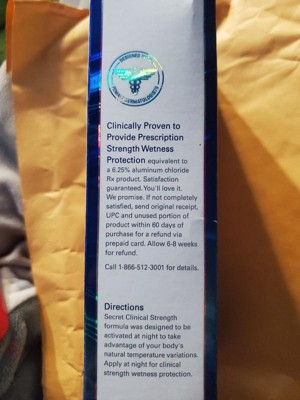 DESIGNED
DERMATOLOGISTS
Clinically Proven to
Provide Prescription
Strength Wetness
Protection equivalent to
a 6.25% aluminum chloride
Rx product. Satisfaction
guaranteed. You'll love it.
We promise. If not completely
satisfied, send original receipt,
UPC and unused portion of
product within 60 days of
purchase for a refund via
prepaid card. Allow 6-8 weeks
for refund.
Call 1-866-512-3001 for details.
Directions
Secret Clinical Strength
formula was designed to be
activated at night to take
advantage of your body's
natural temperature variations.
Apply at night for clinical
strength wetness protection.